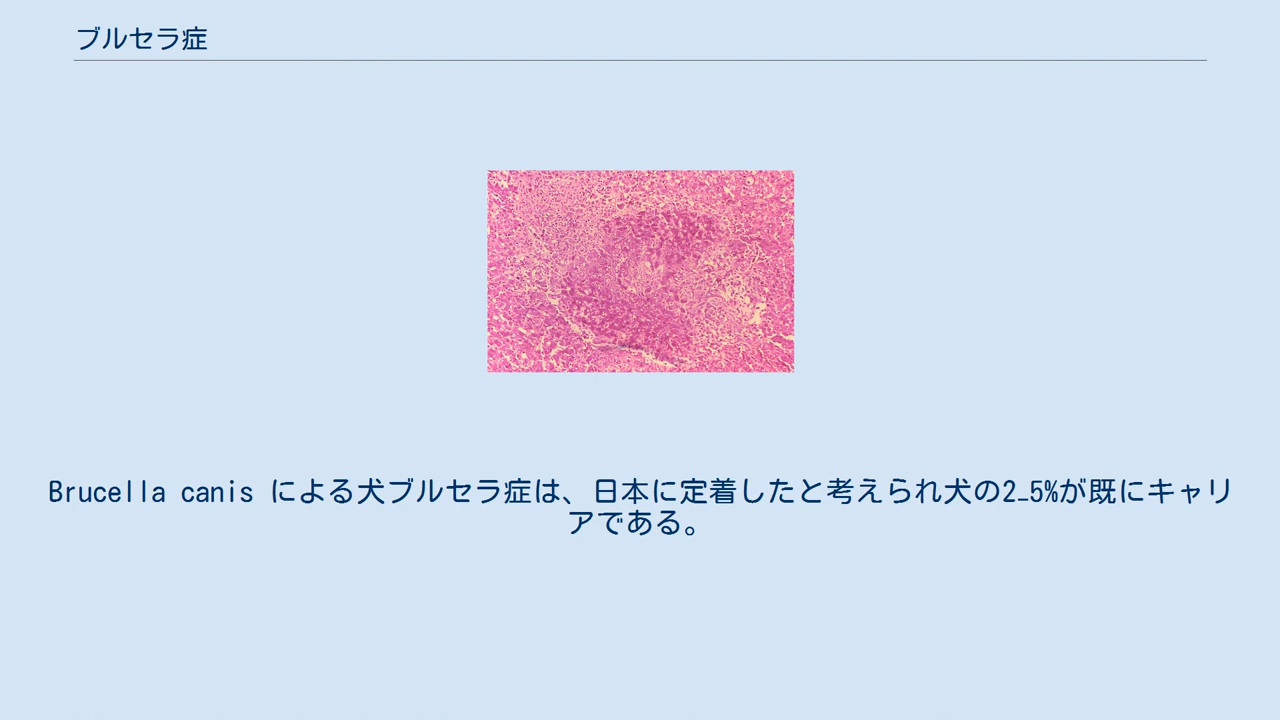 ブルセラ症
Brucella canis による犬ブルセラ症は、日本に定着したと考えられ犬の2_5%が既にキャリ
アである。